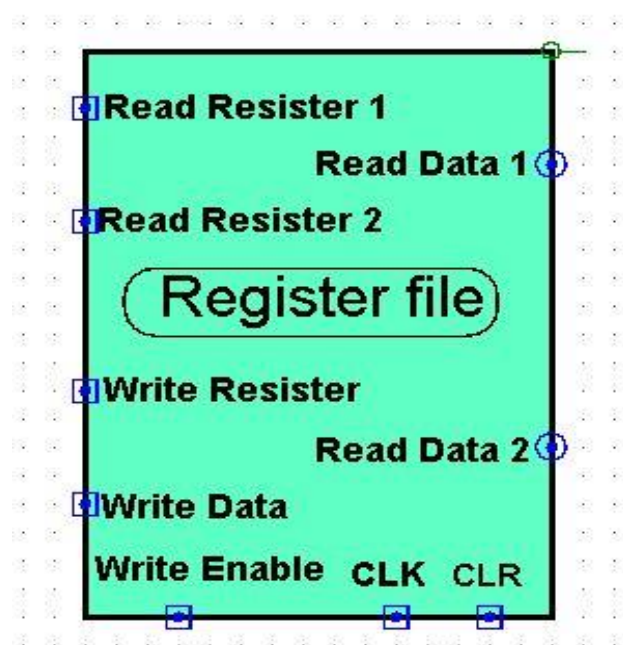 Read Resister 1
Read Data 1
Read Resister 2
Register file
Write Resister
Read Data 2
Write Data
Write Enable CLK CLR